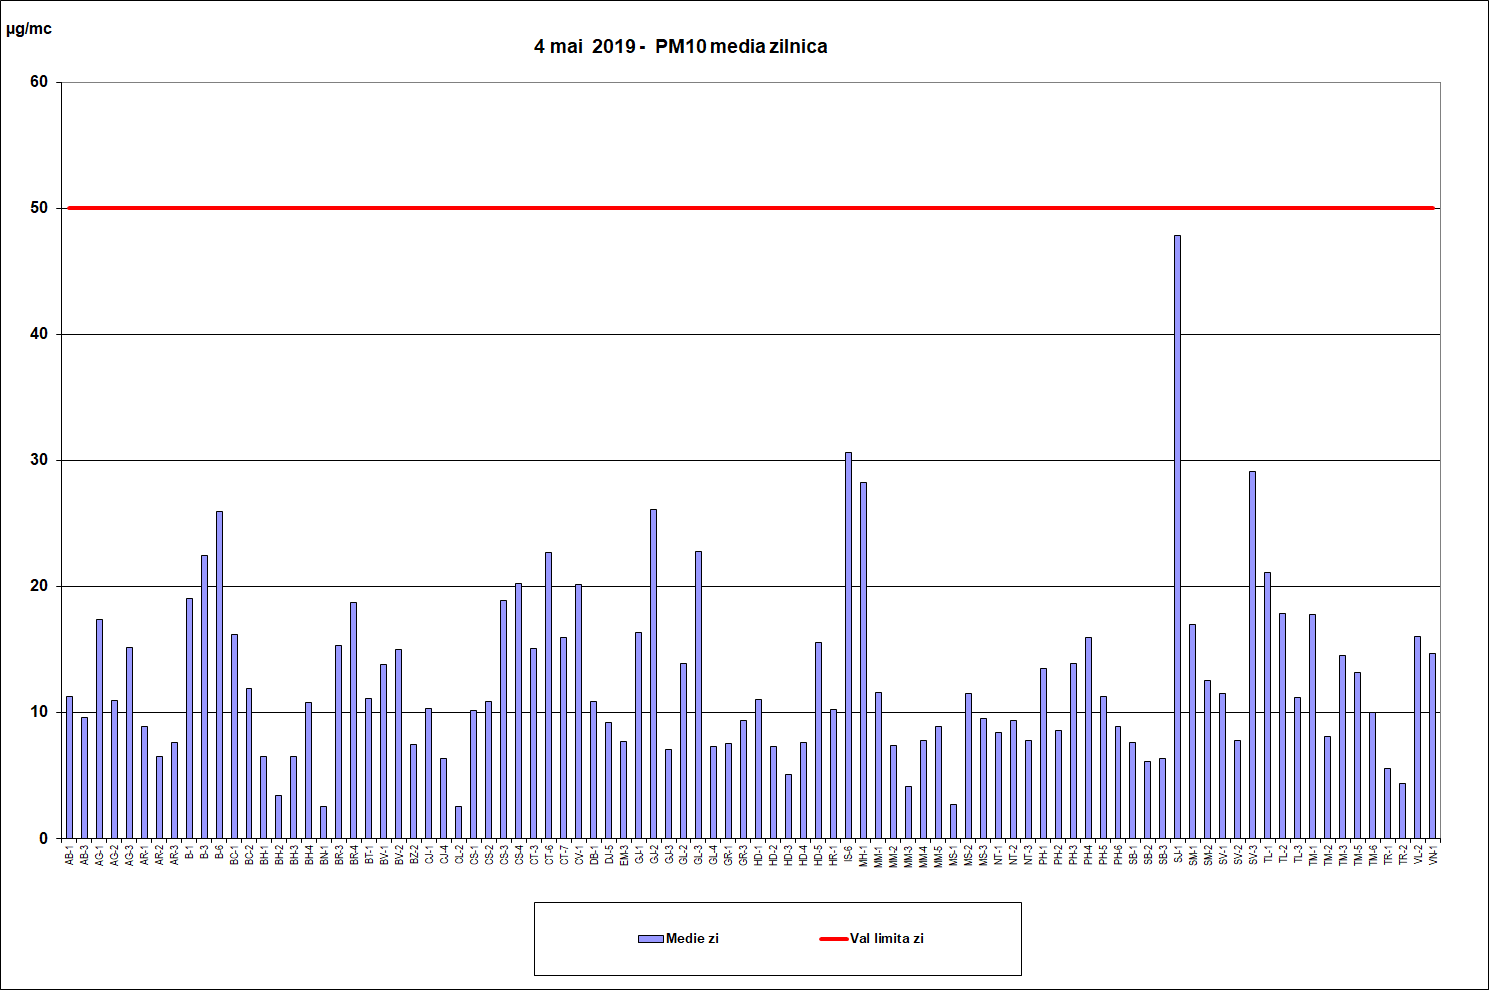 µg/mc
4 mai 2019 - PM10 media zilnica
60
50
40
30
20
10
0
AB-1 AB-3 AG-1 AG-2 AG-3 AR-1 AR-2 AR-3 B-1 B-3 B-6 BC-1 BC-2 BH-1 BH-2 BH-3 BH-4 BN-1 BR-3 BR-4 BT-1 BV-1 BV-2 BZ-2 CJ-1 CJ-4 CL-2 CS-1 CS-2 CS-3 CS-4 CT-3 CT-6 CT-7 CV-1 DB-1 DJ-5 EM-3 GJ-1 GJ-2 GJ-3 GL-2 GL-3 GL-4 GR-1 GR-3 HD-1 HD-2 HD-3 HD-4 HD-5 HR-1 IS-6 MH-1 MM-1 MM-2 MM-3 MM-4 MM-5 MS-1 MS-2 MS-3 NT-1 NT-2 NT-3 PH-1 PH-2 PH-3 PH-4 PH-5 PH-6 SB-1 SB-2 SB-3 SJ-1 SM-1 SM-2 SV-1 SV-2 SV-3 TL-1 TL-2 TL-3 TM-1 TM-2 TM-3 TM-5 TM-6 TR-1 TR-2 VL-2 VN-1
Medie zi Val limita zi